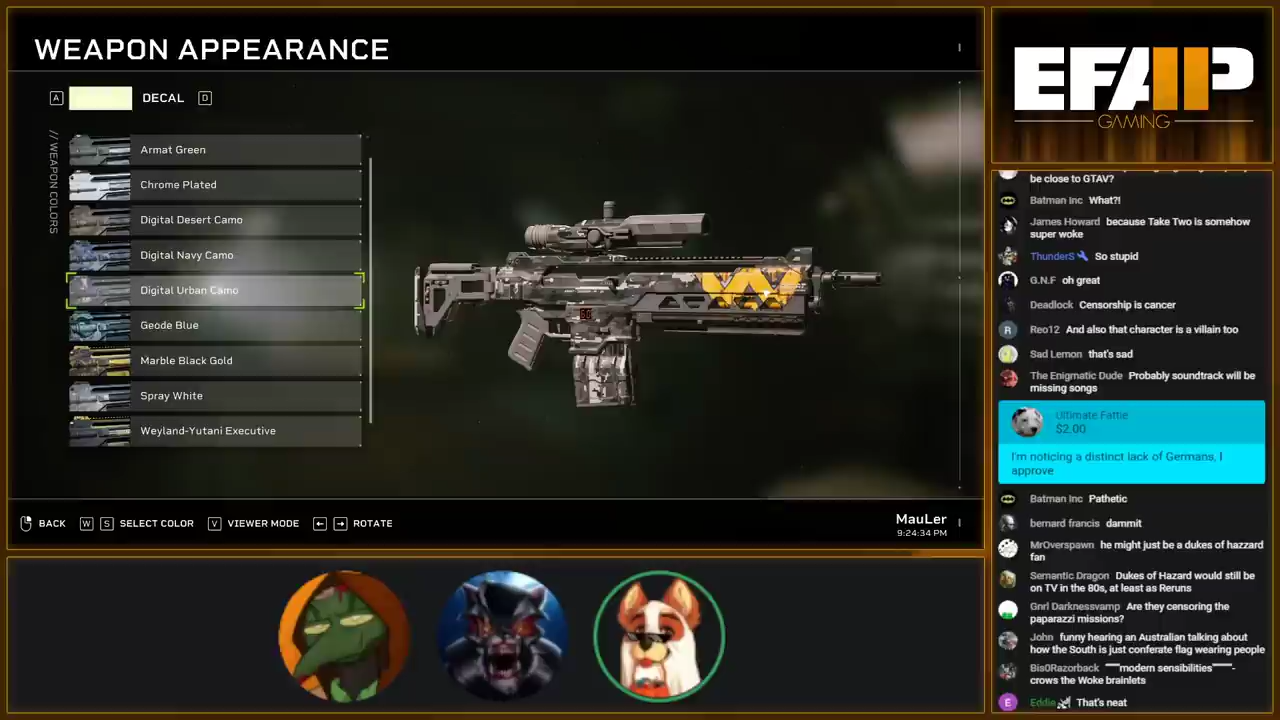 WEAPON APPEARANCE
A
DECAL
D
// WEAPON COLORS
Armat Green
Chrome Plated
Digital Desert Camo
Digital Navy Camo
Digital Urban Camo
Geode Blue
Marble Black Gold
Spray White
Weyland-Yutani Executive
BACK
W S SELECT COLOR
V VIEWER MODE
← → ROTATE
MauLer
9:24:34 PM
EFAP
GAMING
be close to GTAV?
Batman Inc What?!
James Howard because Take Two is somehow
super woke
ThunderS So stupid
G.N.F oh great
Deadlock Censorship is cancer
R Reo12 And also that character is a villain too
Sad Lemon that's sad
The Enigmatic Dude Probably soundtrack will be
missing songs
Ultimate Fattie
$2.00
I'm noticing a distinct lack of Germans, I
approve
Batman Inc Pathetic
bernard francis dammit
MrOverspawn he might just be a dukes of hazzard
fan
Semantic Dragon Dukes of Hazard would still be
on TV in the 80s, at least as Reruns
Gnrl Darknessvamp Are they censoring the
paparazzi missions?
John funny hearing an Australian talking about
how the South is just conferate flag wearing people
Bis0Razorback """"modern sensibilities"""""-
crows the Woke brainlets
E Eddie That's neat